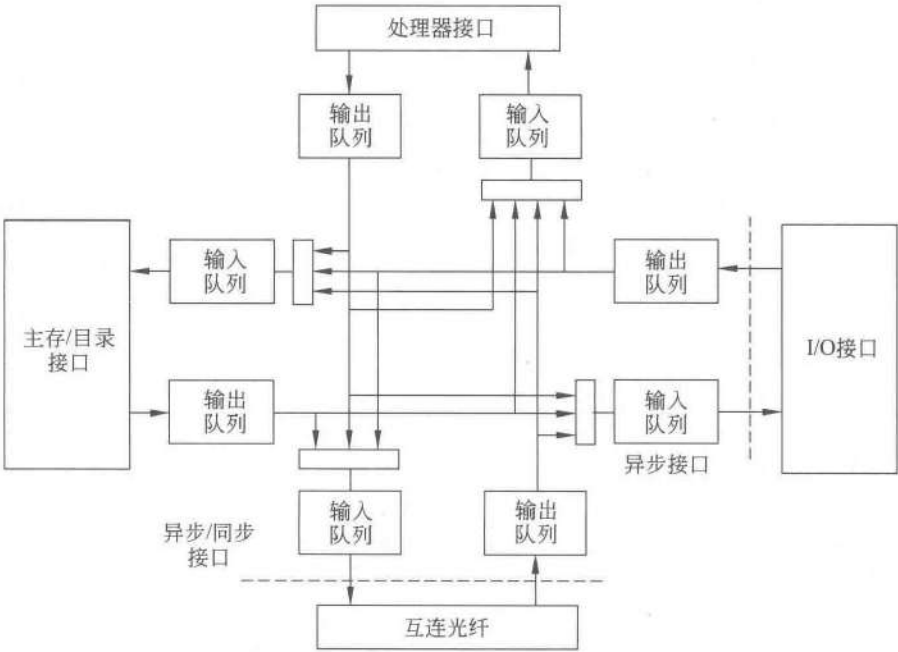 处理器接口
输出
队列
输入
队列
输入
队列
输出
队列
主存/目录
接口
I/O接口
输出
队列
输入
队列
异步接口
异步/同步
接口
输入
队列
输出
队列
互连光纤